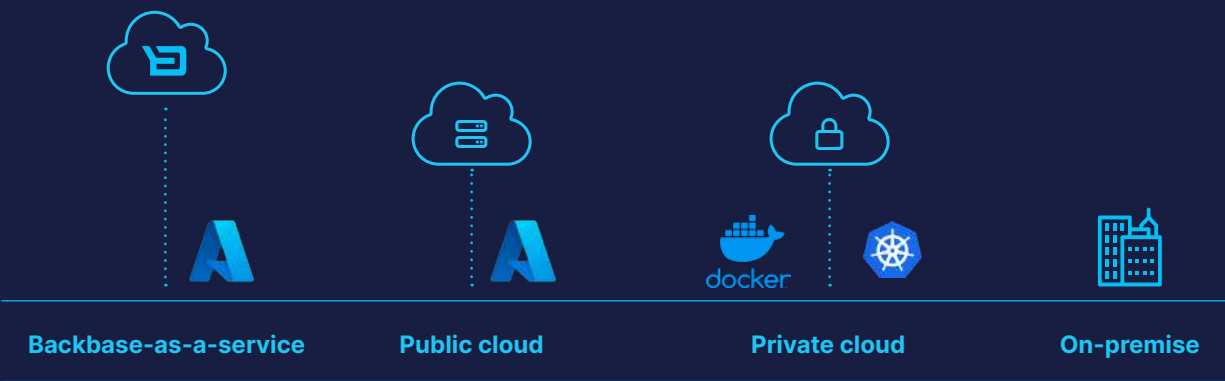 docker
Backbase-as-a-service
Public cloud
Private cloud
On-premise